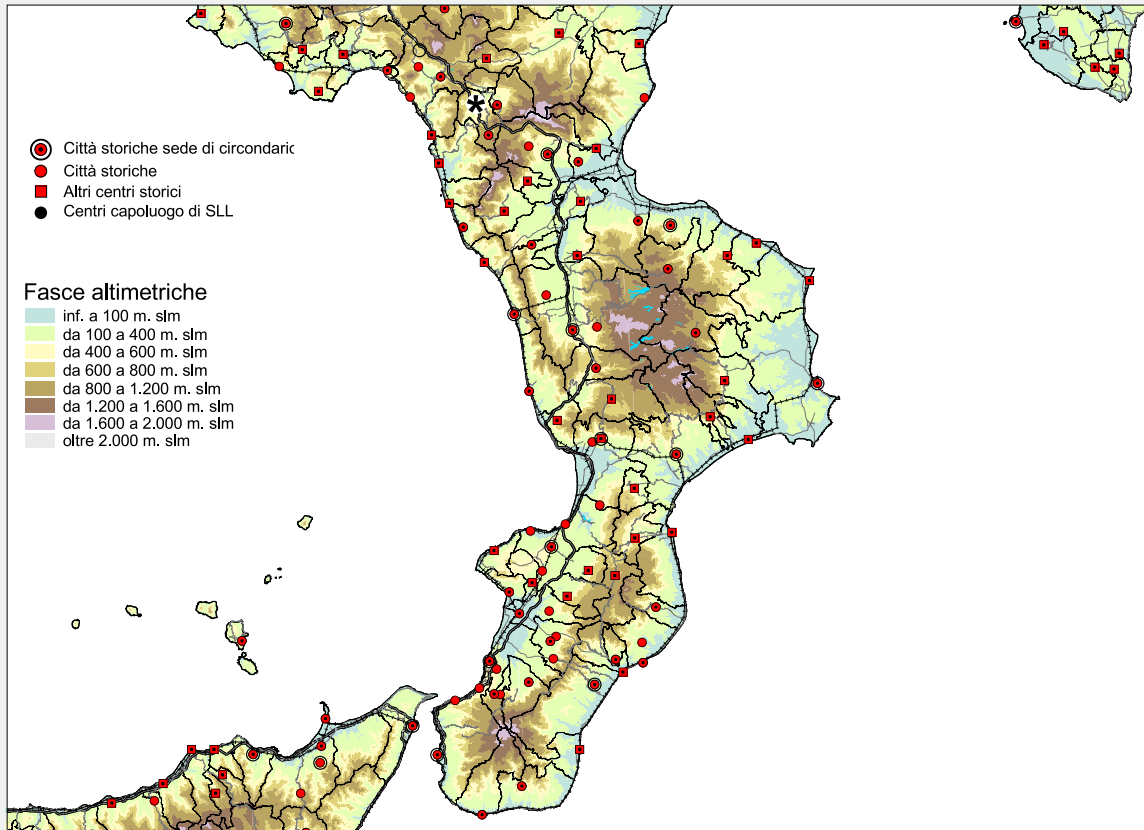 *
Città storiche sede di circondaric
Città storiche
Altri centri storici
Centri capoluogo di SLL
Fasce altimetriche
inf. a 100 m. slm
da 100 a 400 m. slm
da 400 a 600 m. slm
da 600 a 800 m. slm
da 800 a 1.200 m. slm
da 1.200 a 1.600 m. slm
da 1.600 a 2.000 m. slm
oltre 2.000 m. slm